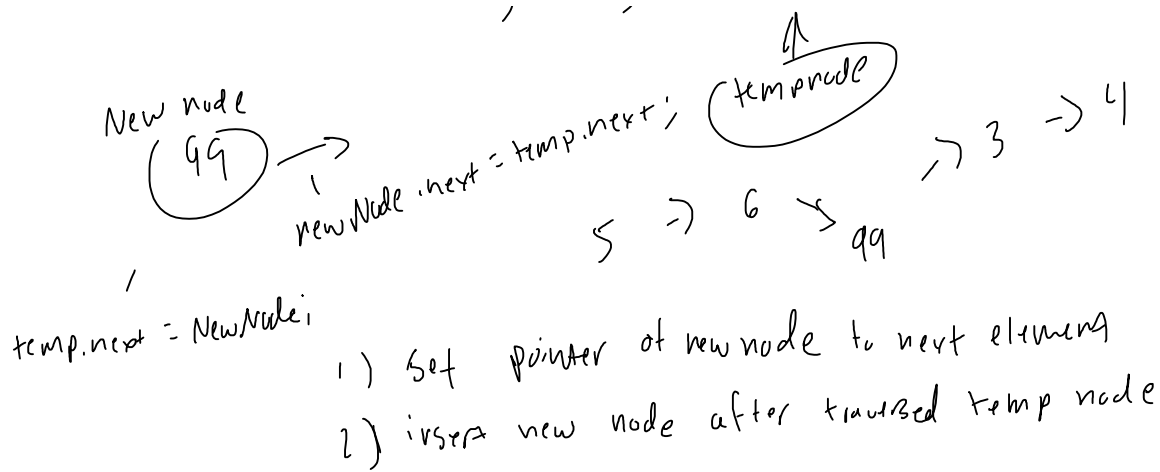 New node
99
newNode.next = temp.next;
tempnode
5 -> 6 -> 99 -> 3 -> 4
temp.next = NewNode;
1) Set pointer of new node to next element
2) insert new node after traversed temp node